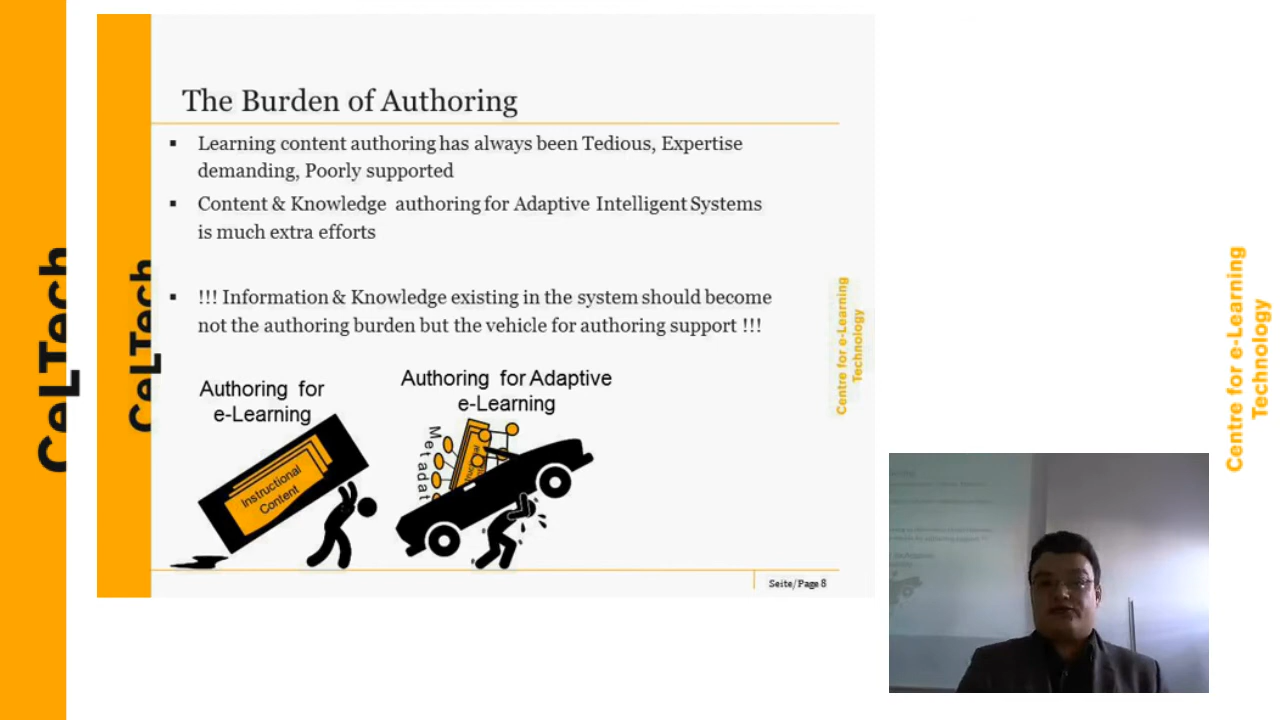 CeLTech
CeLTech
The Burden of Authoring
▪ Learning content authoring has always been Tedious, Expertise
demanding, Poorly supported
▪ Content & Knowledge authoring for Adaptive Intelligent Systems
is much extra efforts
▪ !!! Information & Knowledge existing in the system should become
not the authoring burden but the vehicle for authoring support !!!
Authoring for
e-Learning
Instructional
Content
Authoring for Adaptive
e-Learning
Seite/Page 8
Centre for e-Learning
Technology
Centre for e-Learning
Technology